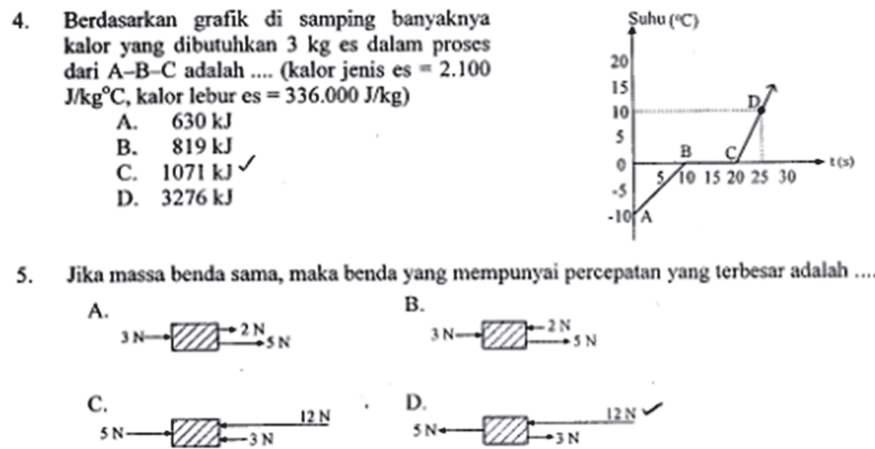 4. Berdasarkan grafik di samping banyaknya
kalor yang dibutuhkan 3 kg es dalam proses
dari A–B–C adalah .... (kalor jenis es = 2.100
J/kg°C, kalor lebur es = 336.000 J/kg)
A. 630 kJ
B. 819 kJ
C. 1071 kJ ✓
D. 3276 kJ
Suhu (°C)
20
15
10
5
0
-5
-10
A
B
C
D
t (s)
5 10 15 20 25 30
5. Jika massa benda sama, maka benda yang mempunyai percepatan yang terbesar adalah ....
A.
3 N
2 N
5 N
B.
3 N
2 N
5 N
C.
5 N
12 N
3 N
D.
5 N
12 N ✓
3 N